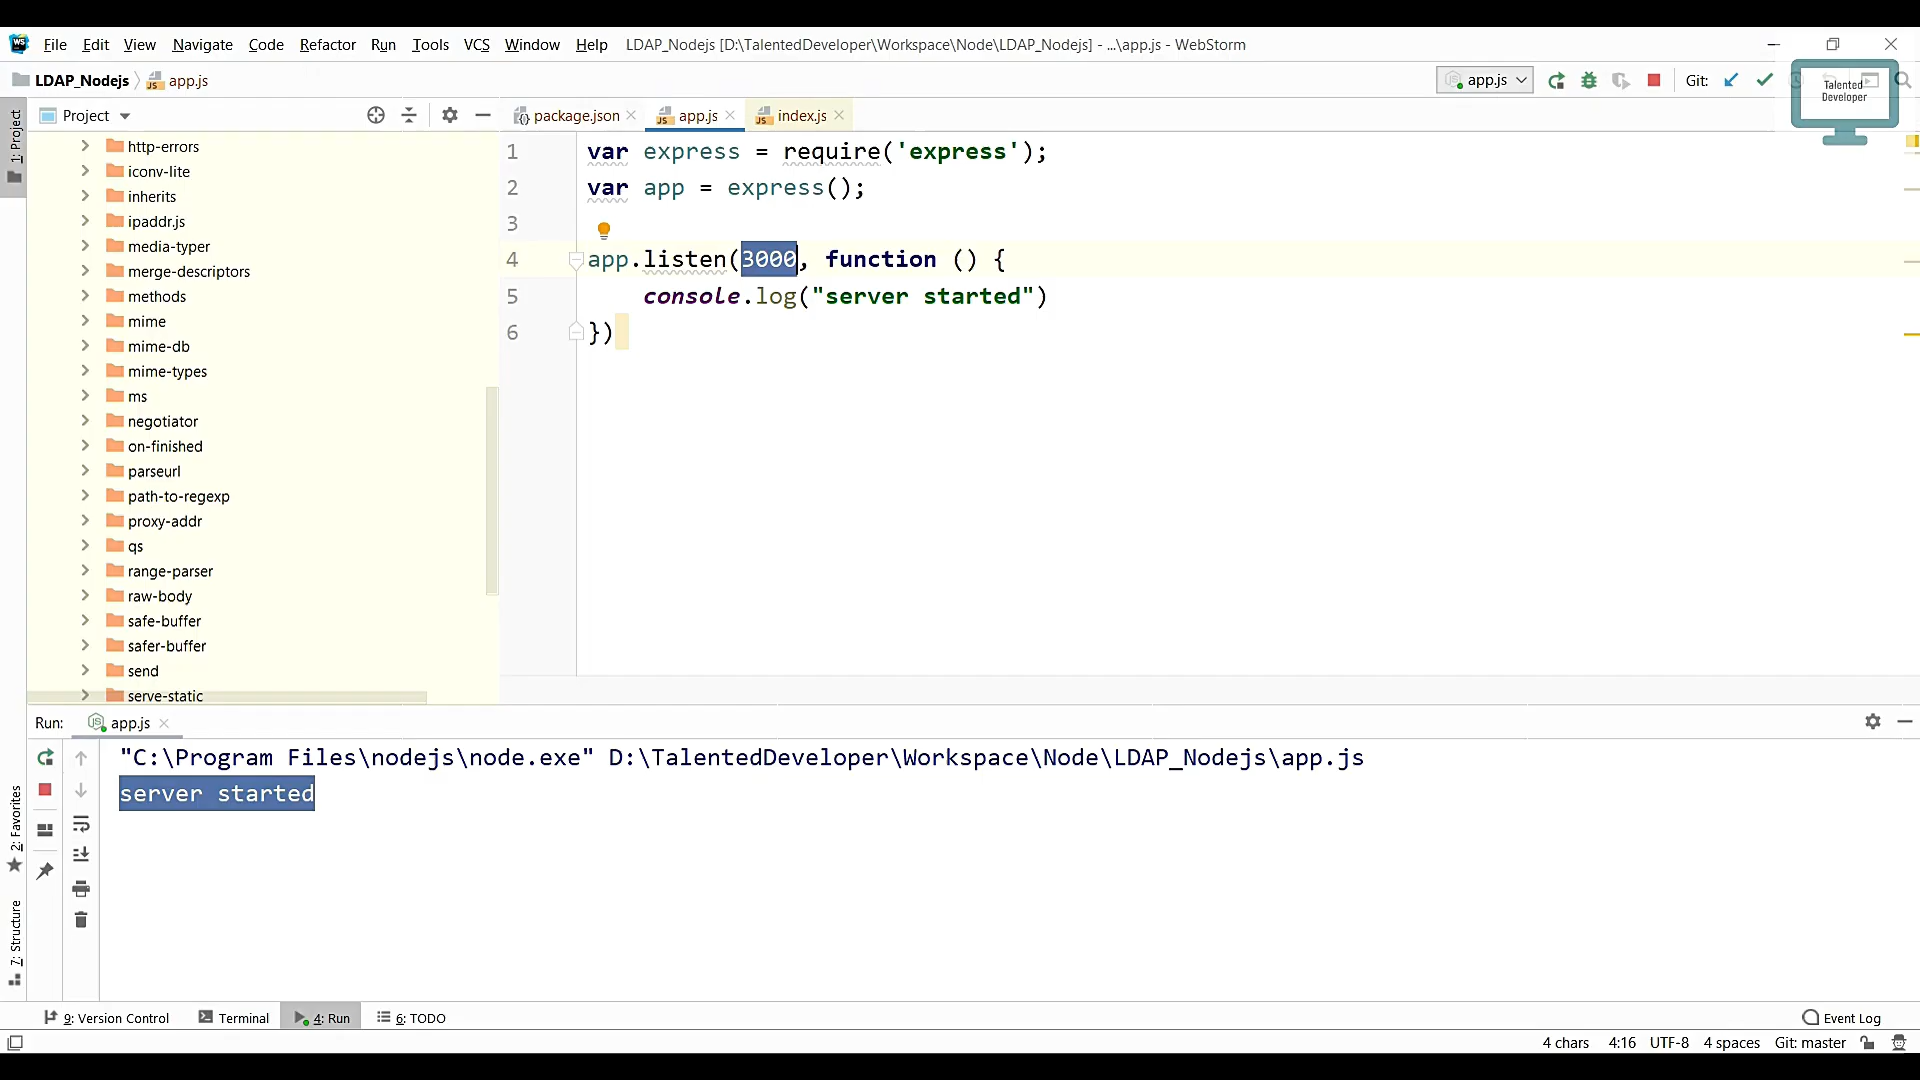 File Edit View Navigate Code Refactor Run Tools VCS Window Help LDAP_Nodejs [D:\TalentedDeveloper\Workspace\Node\LDAP_Nodejs] - ...\app.js - WebStorm
LDAP_Nodejs app.js app.js Git:
Talented
Developer
1: Project
Project package.json app.js index.js
http-errors
iconv-lite
inherits
ipaddr.js
media-typer
merge-descriptors
methods
mime
mime-db
mime-types
ms
negotiator
on-finished
parseurl
path-to-regexp
proxy-addr
qs
range-parser
raw-body
safe-buffer
safer-buffer
send
serve-static
1 var express = require('express');
2 var app = express();
3
4 app.listen(3000, function () {
5 console.log("server started")
6 })
Run: app.js
"C:\Program Files\nodejs\node.exe" D:\TalentedDeveloper\Workspace\Node\LDAP_Nodejs\app.js
server started
2: Favorites
7: Structure
9: Version Control Terminal 4: Run 6: TODO Event Log
4 chars 4:16 UTF-8 4 spaces Git: master